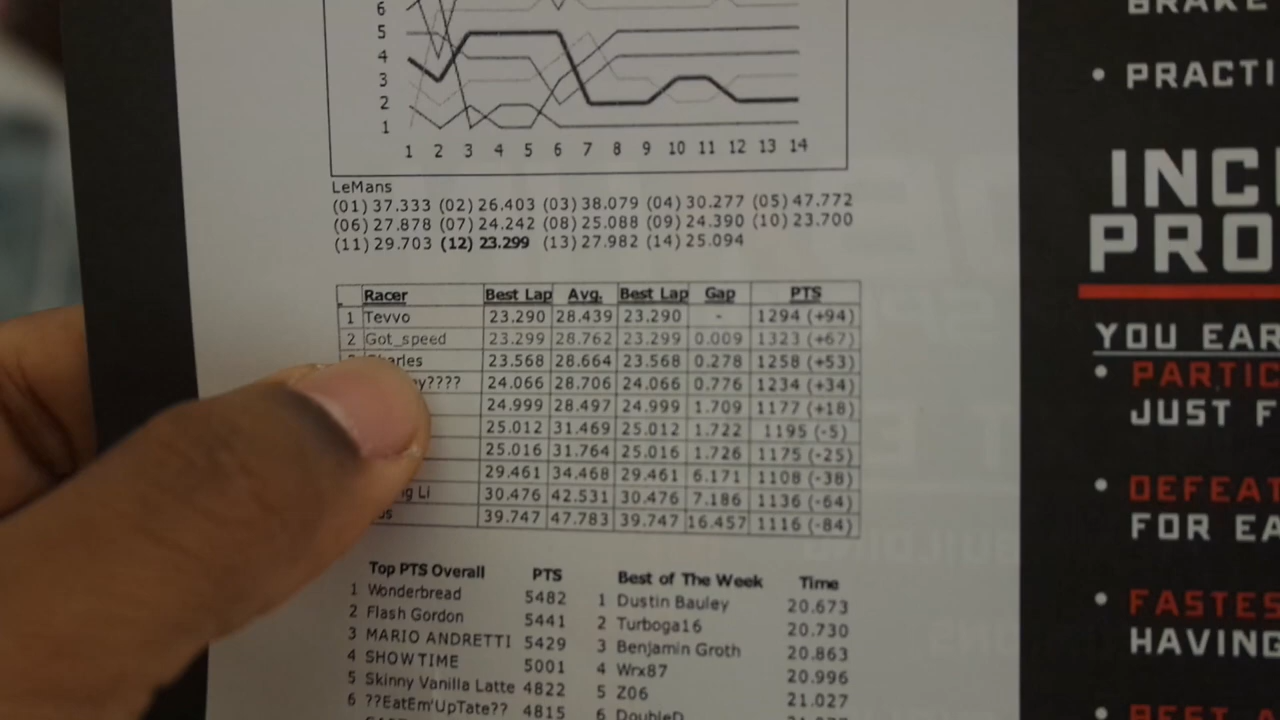 6
5
4
3
2
1
1 2 3 4 5 6 7 8 9 10 11 12 13 14
LeMans
(01) 37.333 (02) 26.403 (03) 38.079 (04) 30.277 (05) 47.772
(06) 27.878 (07) 24.242 (08) 25.088 (09) 24.390 (10) 23.700
(11) 29.703 (12) 23.299 (13) 27.982 (14) 25.094
Racer Best Lap Avg. Best Lap Gap PTS
1 Tevvo 23.290 28.439 23.290 - 1294 (+94)
2 Got_speed 23.299 28.762 23.299 0.009 1323 (+67)
Charles 23.568 28.664 23.568 0.278 1258 (+53)
y???? 24.066 28.706 24.066 0.776 1234 (+34)
24.999 28.497 24.999 1.709 1177 (+18)
25.012 31.469 25.012 1.722 1195 (-5)
25.016 31.764 25.016 1.726 1175 (-25)
29.461 34.468 29.461 6.171 1108 (-38)
g Li 30.476 42.531 30.476 7.186 1136 (-64)
us 39.747 47.783 39.747 16.457 1116 (-84)
Top PTS Overall PTS
1 Wonderbread 5482
2 Flash Gordon 5441
3 MARIO ANDRETTI 5429
4 SHOWTIME 5001
5 Skinny Vanilla Latte 4822
6 ??EatEm'UpTate?? 4815
Best of The Week Time
1 Dustin Bauley 20.673
2 Turboga16 20.730
3 Benjamin Groth 20.863
4 Wrx87 20.996
5 Z06 21.027
6 DoubleD
BRAKE
• PRACTI
INC
PRO
YOU EAR
• PARTIC
JUST F
• DEFEAT
FOR EA
• FASTES
HAVING
• BEST A